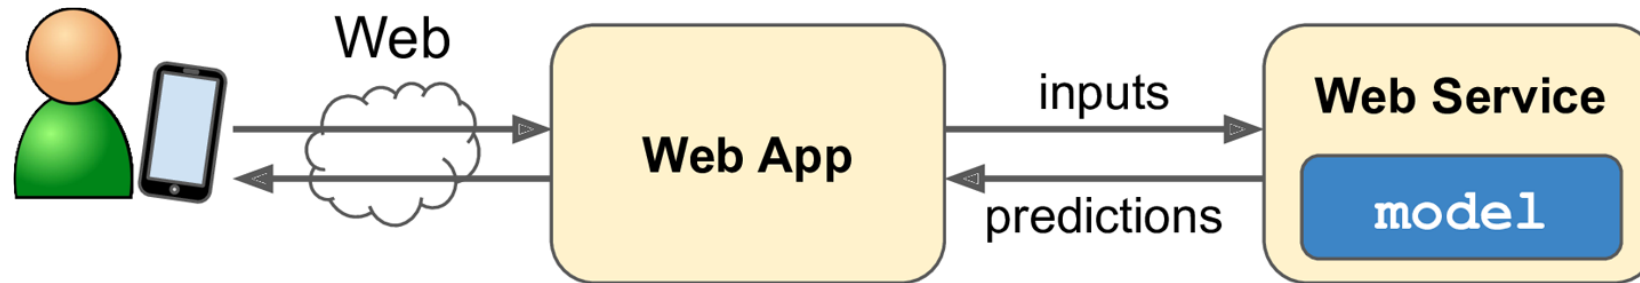 Web
Web App
inputs
predictions
Web Service
model